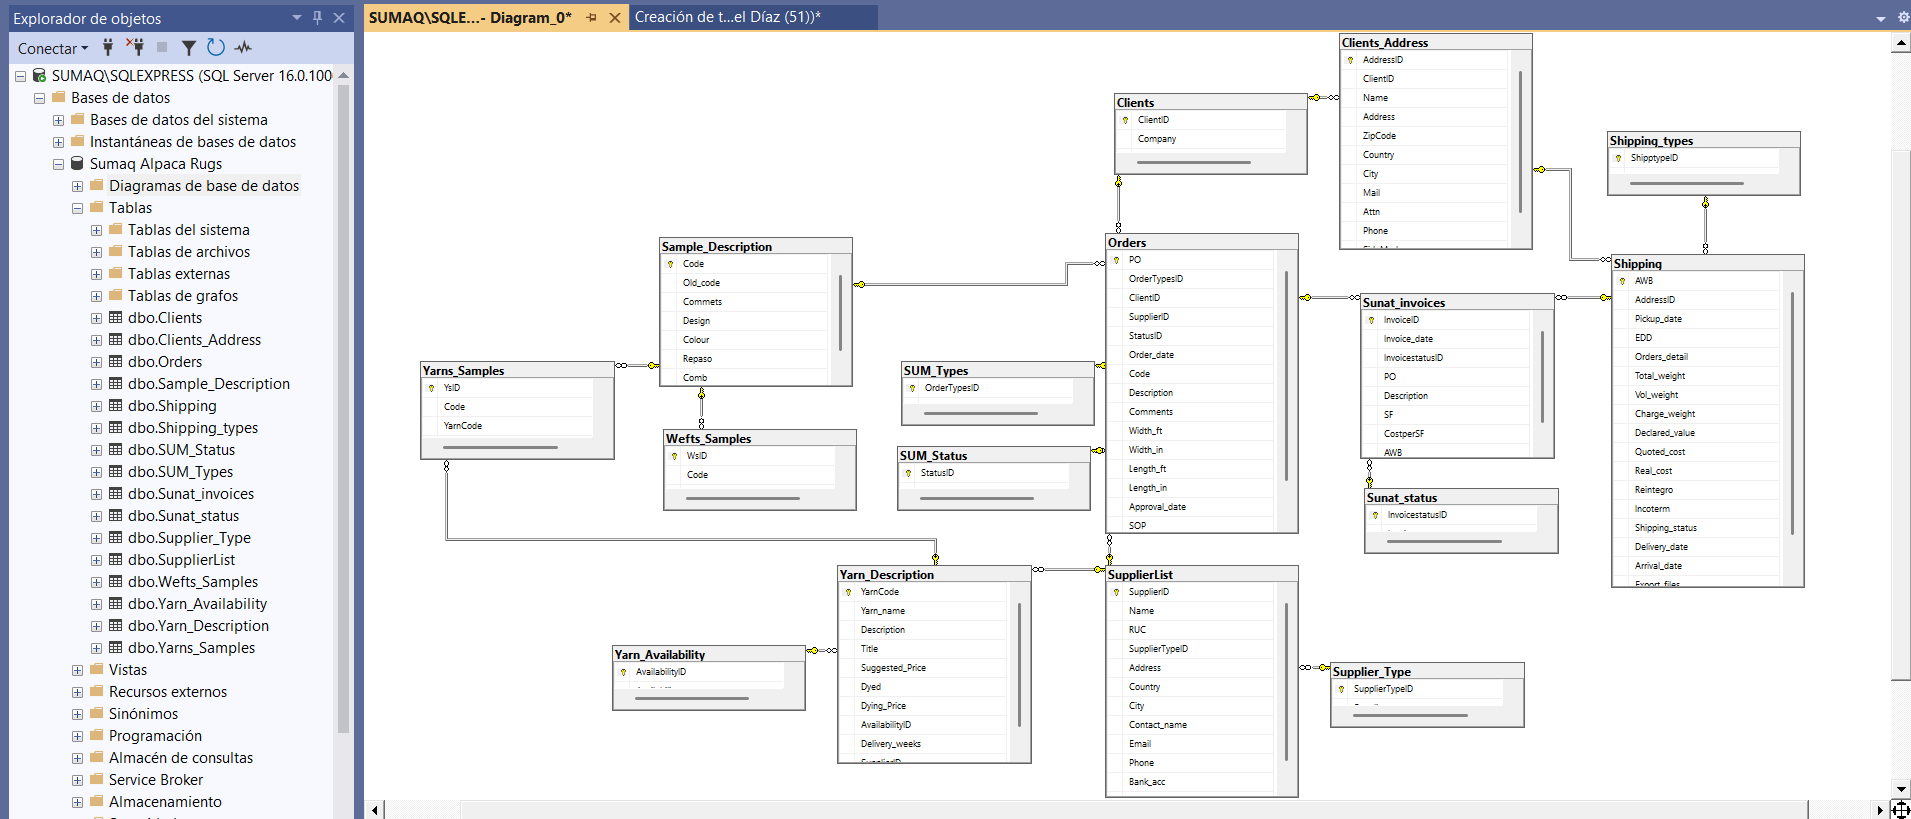 Explorador de objetos
Conectar
SUMAQ\SQLEXPRESS (SQL Server 16.0.100
Bases de datos
Bases de datos del sistema
Instantáneas de bases de datos
Sumaq Alpaca Rugs
Diagramas de base de datos
Tablas
Tablas del sistema
Tablas de archivos
Tablas externas
Tablas de grafos
dbo.Clients
dbo.Clients_Address
dbo.Orders
dbo.Sample_Description
dbo.Shipping
dbo.Shipping_types
dbo.SUM_Status
dbo.SUM_Types
dbo.Sunat_invoices
dbo.Sunat_status
dbo.Supplier_Type
dbo.SupplierList
dbo.Wefts_Samples
dbo.Yarn_Availability
dbo.Yarn_Description
dbo.Yarns_Samples
Vistas
Recursos externos
Sinónimos
Programación
Almacén de consultas
Service Broker
Almacenamiento
SUMAQ\SQLE...- Diagram_0*
Creación de t...el Díaz (51))*
Clients_Address
AddressID
ClientID
Name
Address
ZipCode
Country
City
Mail
Attn
Phone
Clients
ClientID
Company
Shipping_types
ShipptypeID
Sample_Description
Code
Old_code
Commets
Design
Colour
Repaso
Comb
Orders
PO
OrderTypesID
ClientID
SupplierID
StatusID
Order_date
Code
Description
Comments
Width_ft
Width_in
Length_ft
Length_in
Approval_date
SOP
Shipping
AWB
AddressID
Pickup_date
EDD
Orders_detail
Total_weight
Vol_weight
Charge_weight
Declared_value
Quoted_cost
Real_cost
Reintegro
Incoterm
Shipping_status
Delivery_date
Arrival_date
Export_files
Sunat_invoices
InvoiceID
Invoice_date
InvoicestatusID
PO
Description
SF
CostperSF
AWB
Yarns_Samples
YsID
Code
YarnCode
SUM_Types
OrderTypesID
Wefts_Samples
WsID
Code
SUM_Status
StatusID
Sunat_status
InvoicestatusID
Yarn_Description
YarnCode
Yarn_name
Description
Title
Suggested_Price
Dyed
Dying_Price
AvailabilityID
Delivery_weeks
SupplierID
SupplierList
SupplierID
Name
RUC
SupplierTypeID
Address
Country
City
Contact_name
Email
Phone
Bank_acc
Yarn_Availability
AvailabilityID
Supplier_Type
SupplierTypeID